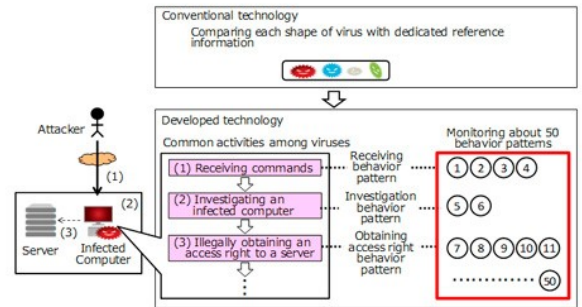 Conventional technology
Comparing each shape of virus with dedicated reference
information
Attacker
(1)
(2)
(3)
Server
Infected
Computer
Developed technology
Common activities among viruses
Monitoring about 50
behavior patterns
(1) Receiving commands
Receiving
behavior
pattern
1 2 3 4
(2) Investigating an
infected computer
Investigation
behavior
pattern
5 6
(3) Illegally obtaining an
access right to a server
Obtaining
access right
behavior
pattern
7 8 9 10 11
50